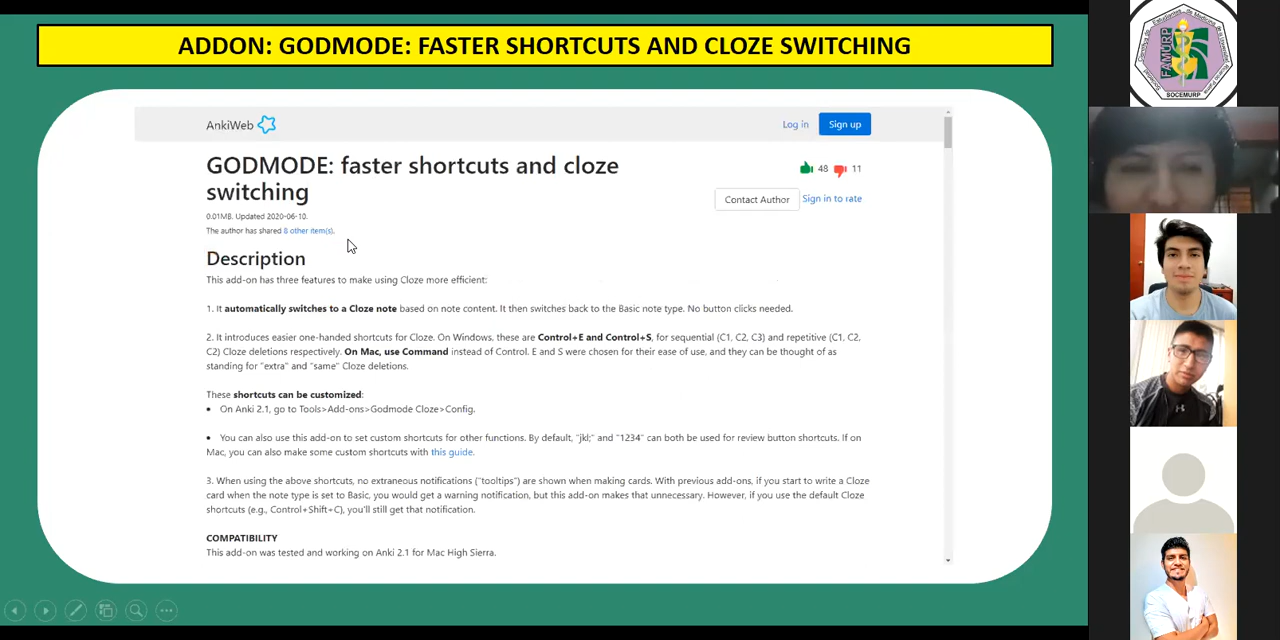 ADDON: GODMODE: FASTER SHORTCUTS AND CLOZE SWITCHING
AnkiWeb
Log in
Sign up
GODMODE: faster shortcuts and cloze
switching
48
11
0.01MB. Updated 2020-06-10.
The author has shared 8 other item(s).
Contact Author
Sign in to rate
Description
This add-on has three features to make using Cloze more efficient:
1. It automatically switches to a Cloze note based on note content. It then switches back to the Basic note type. No button clicks needed.
2. It introduces easier one-handed shortcuts for Cloze. On Windows, these are Control+E and Control+S, for sequential (C1, C2, C3) and repetitive (C1, C2,
C2) Cloze deletions respectively. On Mac, use Command instead of Control. E and S were chosen for their ease of use, and they can be thought of as
standing for "extra" and "same" Cloze deletions.
These shortcuts can be customized:
• On Anki 2.1, go to Tools>Add-ons>Godmode Cloze>Config.
• You can also use this add-on to set custom shortcuts for other functions. By default, "jkl;" and "1234" can both be used for review button shortcuts. If on
Mac, you can also make some custom shortcuts with this guide.
3. When using the above shortcuts, no extraneous notifications ("tooltips") are shown when making cards. With previous add-ons, if you start to write a Cloze
card when the note type is set to Basic, you would get a warning notification, but this add-on makes that unnecessary. However, if you use the default Cloze
shortcuts (e.g., Control+Shift+C), you'll still get that notification.
COMPATIBILITY
This add-on was tested and working on Anki 2.1 for Mac High Sierra.
FAMURP
SOCEMURP